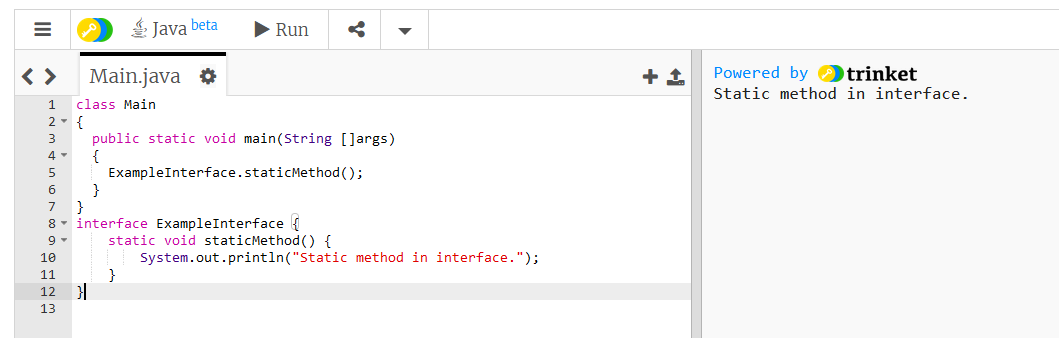 Java beta Run
Main.java
Powered by trinket
Static method in interface.
1 class Main
2 {
3 public static void main(String []args)
4 {
5 ExampleInterface.staticMethod();
6 }
7 }
8 interface ExampleInterface {
9 static void staticMethod() {
10 System.out.println("Static method in interface.");
11 }
12 }
13